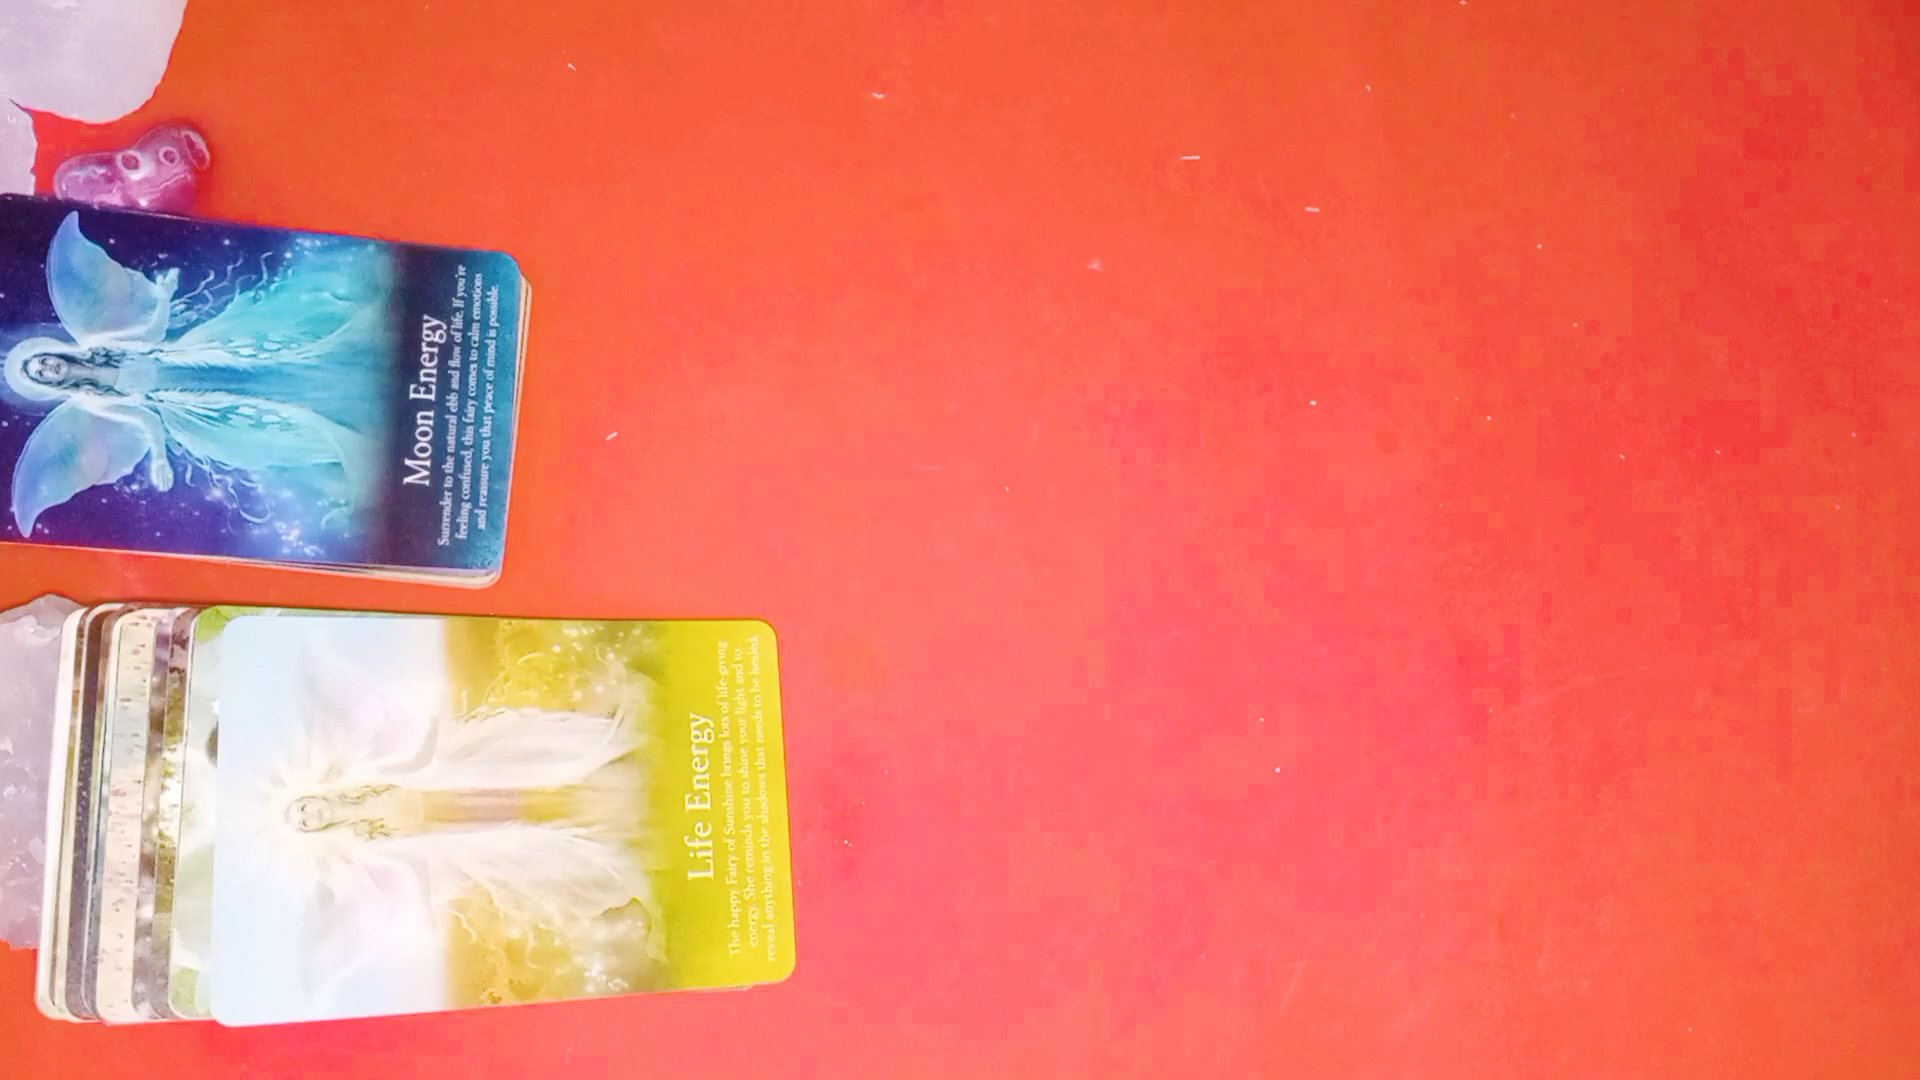 Moon Energy
Surrender to the natural ebb and flow of life. If you're
feeling confused, this fairy comes to calm emotions
and reassure you that peace of mind is possible.
Life Energy
The happy Fairy of Sunshine brings lots of life-giving
energy. She reminds you to shine your light and to
reveal anything in the shadows that needs to be healed.